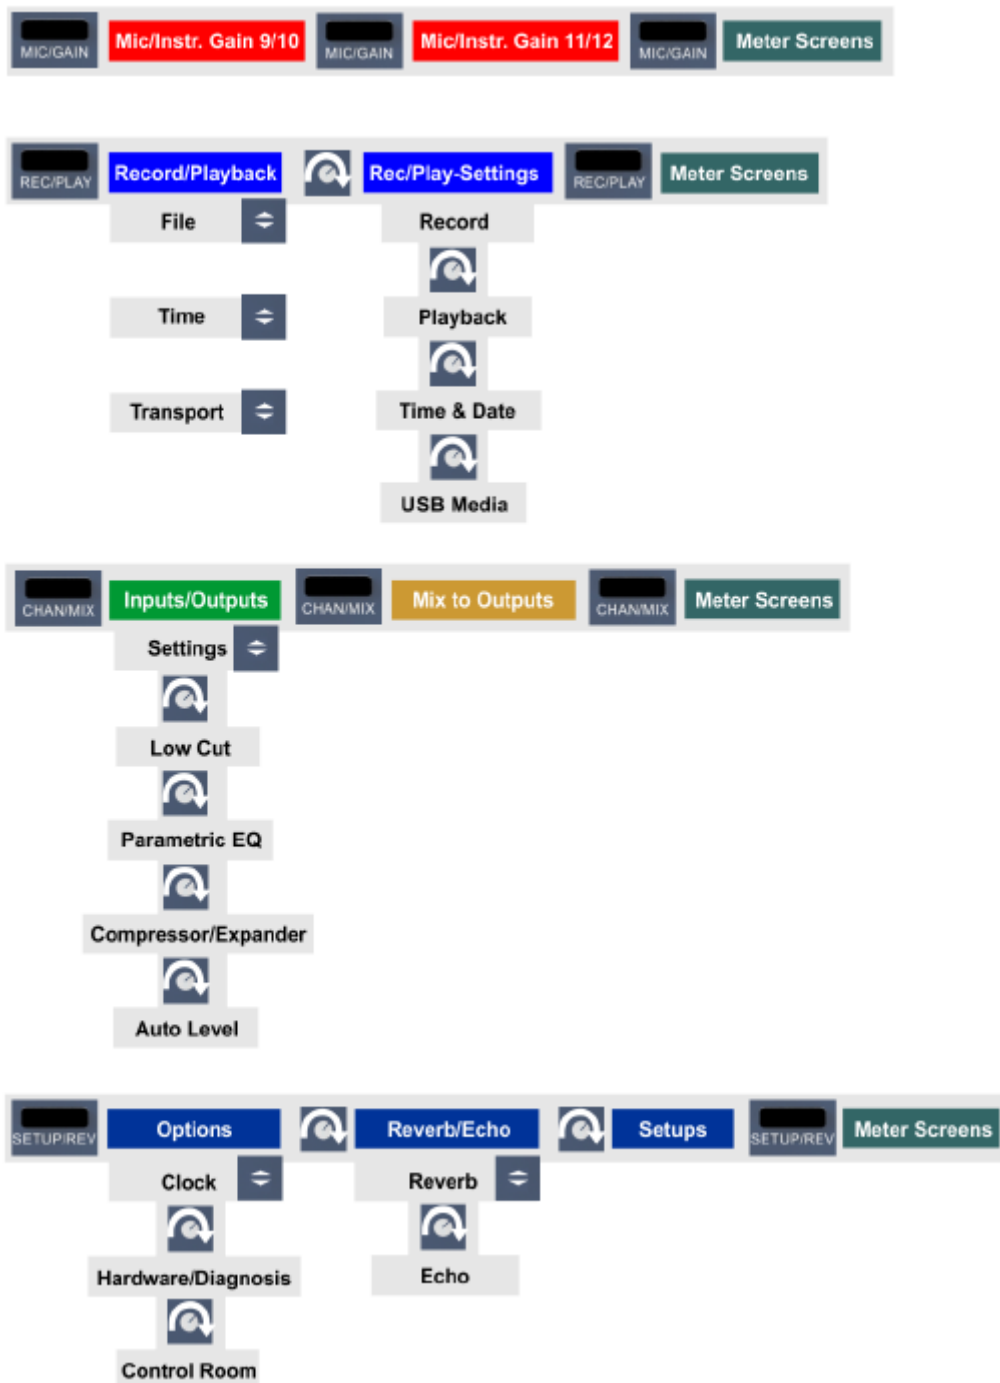 MIC/GAIN Mic/Instr. Gain 9/10 MIC/GAIN Mic/Instr. Gain 11/12 MIC/GAIN Meter Screens
REC/PLAY Record/Playback Rec/Play-Settings REC/PLAY Meter Screens
File Record
Time Playback
Transport Time & Date
USB Media
CHAN/MIX Inputs/Outputs CHAN/MIX Mix to Outputs CHAN/MIX Meter Screens
Settings
Low Cut
Parametric EQ
Compressor/Expander
Auto Level
SETUP/REV Options Reverb/Echo Setups SETUP/REV Meter Screens
Clock Reverb
Hardware/Diagnosis Echo
Control Room